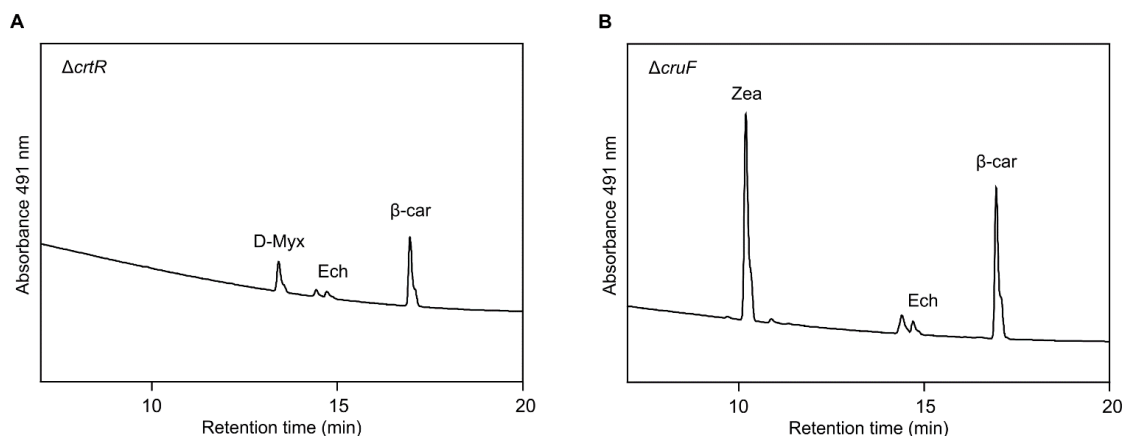 A
ΔcrtR
Absorbance 491 nm
D-Myx
Ech
β-car
10
15
20
Retention time (min)
B
ΔcruF
Absorbance 491 nm
Zea
Ech
β-car
10
15
20
Retention time (min)